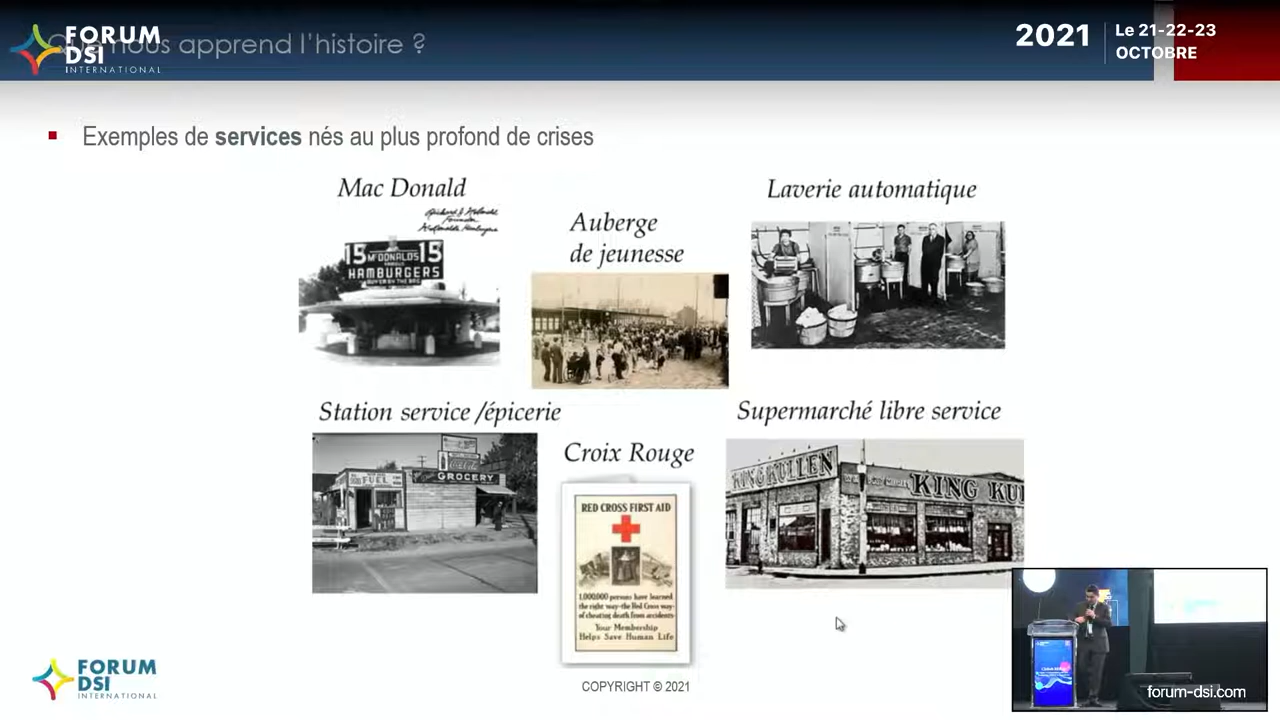 FORUM
DSI
INTERNATIONAL
nous apprend l'histoire ?
2021
Le 21-22-23
OCTOBRE
Exemples de services nés au plus profond de crises
Mac Donald
Auberge
de jeunesse
Laverie automatique
15 McDONALD'S 15
HAMBURGERS
Station service /épicerie
Croix Rouge
Supermarché libre service
FUEL
Coca-Cola
GROCERY
KING KULLEN
KING KU
RED CROSS FIRST AID
1,000,000 persons have learned
the right way-the Red Cross way-
of cheating death from accidents
Your Membership
Helps Save Human Life
FORUM
DSI
INTERNATIONAL
COPYRIGHT © 2021
forum-dsi.com